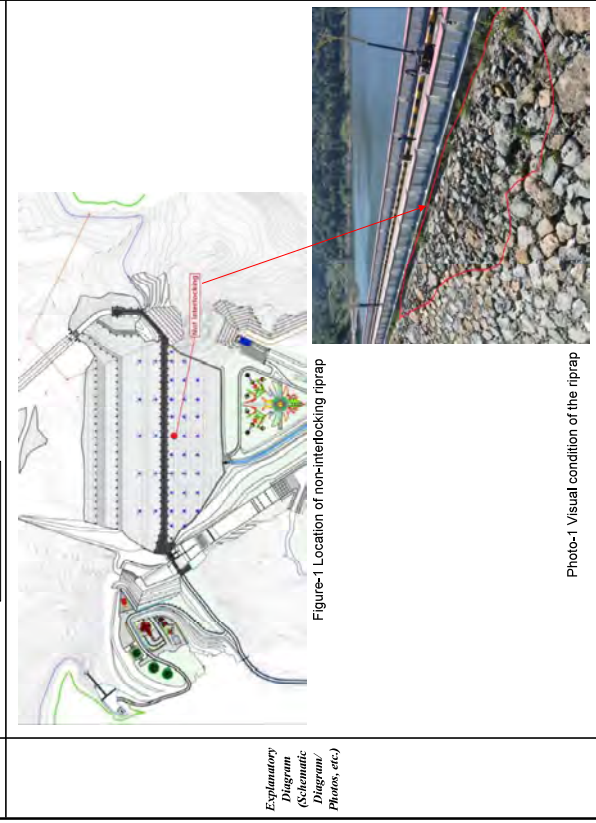 Explanatory
Diagram
(Schematic
Diagram/
Photos, etc.)
Not interlocking
Figure-1 Location of non-interlocking riprap
Photo-1 Visual condition of the riprap